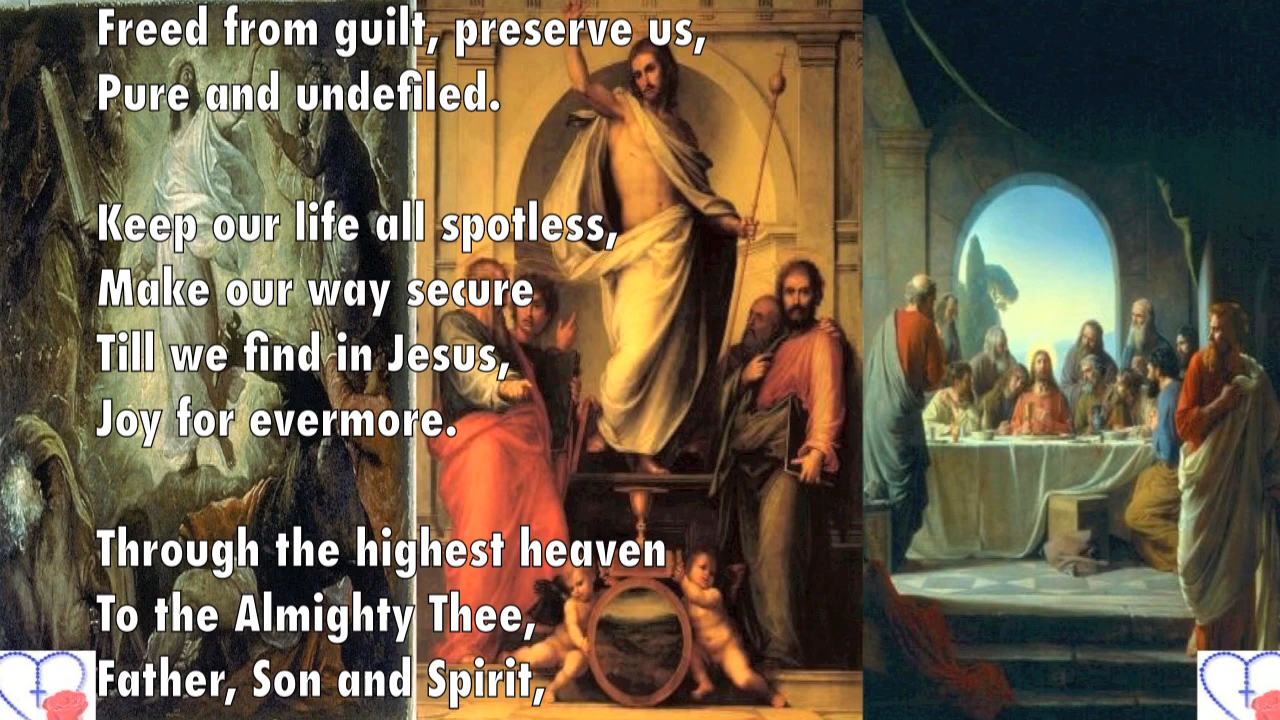 Freed from guilt, preserve us,
Pure and undefiled.
Keep our life all spotless,
Make our way secure
Till we find in Jesus,
Joy for evermore.
Through the highest heaven
To the Almighty Thee,
Father, Son and Spirit,